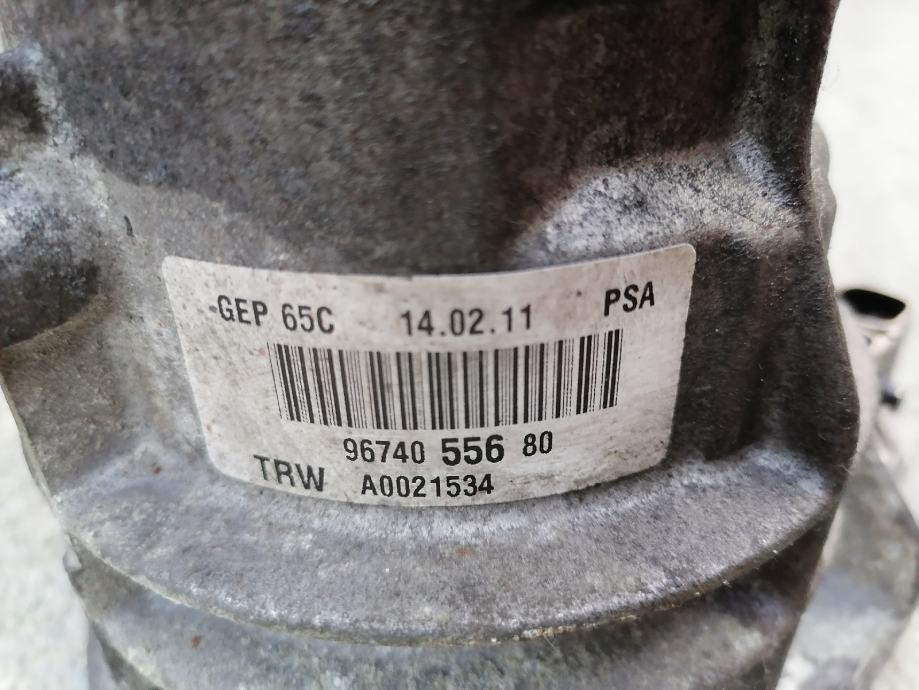 GEP 65C 14.02.11 PSA
96740 556 80
TRW A0021534